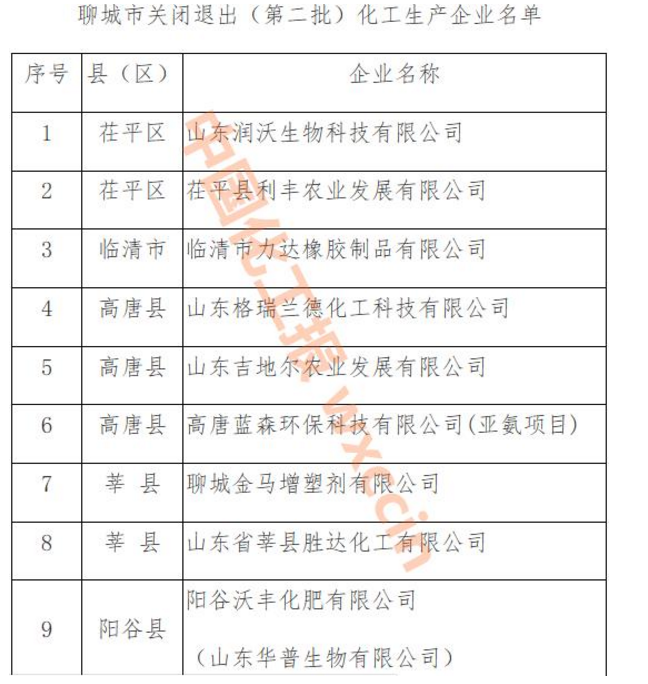 聊城市关闭退出（第二批）化工生产企业名单
序号 县（区） 企业名称
1 茌平区 山东润沃生物科技有限公司
2 茌平区 茌平县利丰农业发展有限公司
3 临清市 临清市力达橡胶制品有限公司
4 高唐县 山东格瑞兰德化工科技有限公司
5 高唐县 山东吉地尔农业发展有限公司
6 高唐县 高唐蓝森环保科技有限公司(亚氨项目)
7 莘 县 聊城金马增塑剂有限公司
8 莘 县 山东省莘县胜达化工有限公司
9 阳谷县 阳谷沃丰化肥有限公司
（山东华普生物有限公司）
中国化工报 wxccin